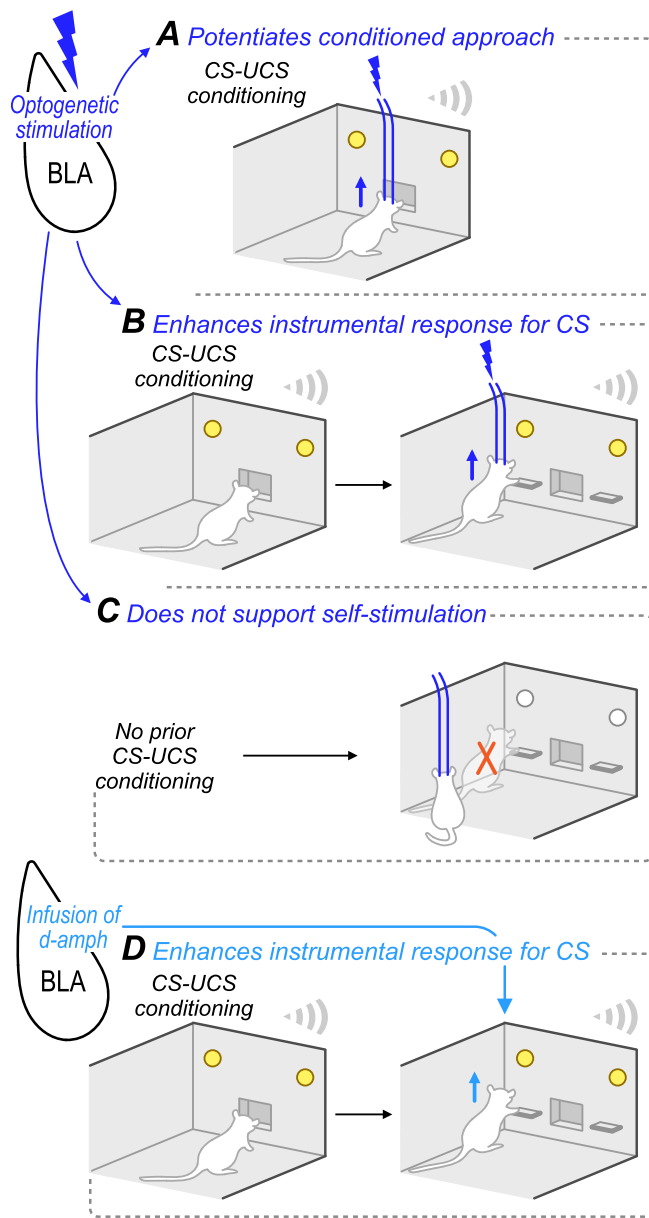 A Potentiates conditioned approach
CS-UCS
conditioning
Optogenetic
stimulation
BLA
B Enhances instrumental response for CS
CS-UCS
conditioning
C Does not support self-stimulation
No prior
CS-UCS
conditioning
Infusion of
d-amph
BLA
D Enhances instrumental response for CS
CS-UCS
conditioning